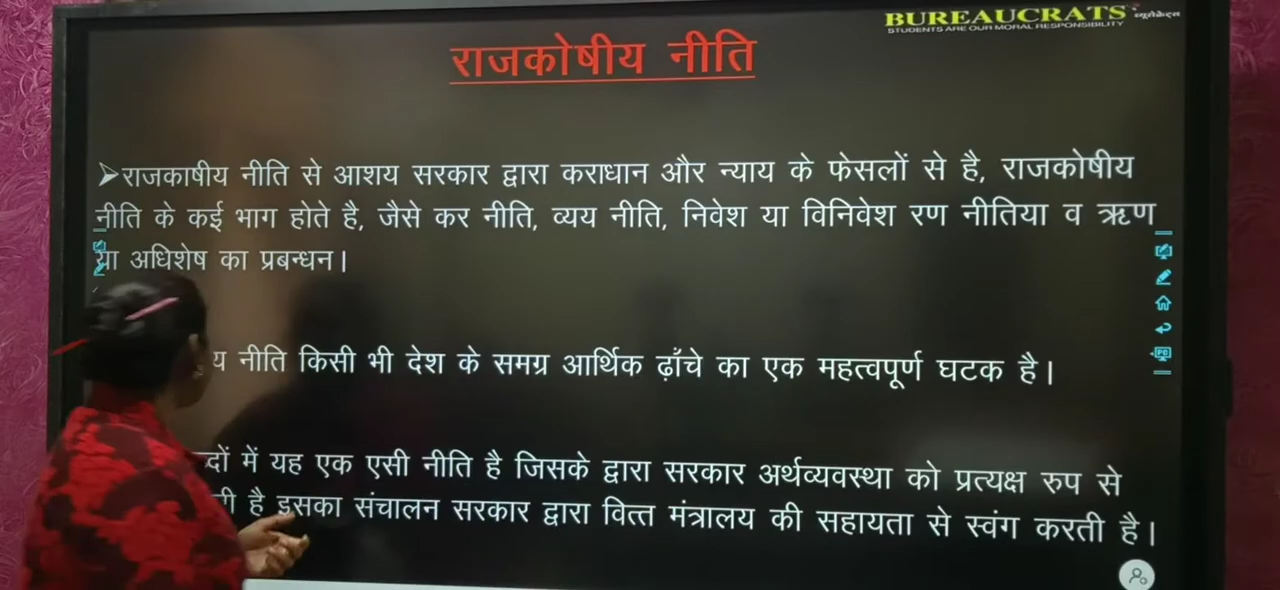 BUREAUCRATS ब्यूरोक्रेट्स
STUDENTS ARE OUR MORAL RESPONSIBILITY
राजकोषीय नीति
➢राजकाषीय नीति से आशय सरकार द्वारा कराधान और न्याय के फेसलों से है, राजकोषीय
नीति के कई भाग होते है, जैसे कर नीति, व्यय नीति, निवेश या विनिवेश रण नीतिया व ऋण
या अधिशेष का प्रबन्धन।
नीति किसी भी देश के समग्र आर्थिक ढ़ाँचे का एक महत्वपूर्ण घटक है।
में यह एक एसी नीति है जिसके द्वारा सरकार अर्थव्यवस्था को प्रत्यक्ष रुप से
है इसका संचालन सरकार द्वारा वित्त मंत्रालय की सहायता से स्वंग करती है।